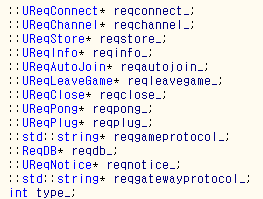 ::UReqConnect* reqconnect_;
::UReqChannel* reqchannel_;
::UReqStore* reqstore_;
::UReqInfo* reqinfo_;
::UReqAutoJoin* reqautojoin_;
::UReqLeaveGame* reqleavegame_;
::UReqClose* reqclose_;
::UReqPong* reqpong_;
::UReqPlug* reqplug_;
::std::string* reqgameprotocol_;
::ReqDB* reqdb_;
::UReqNotice* reqnotice_;
::std::string* reqgatewayprotocol_;
int type_;